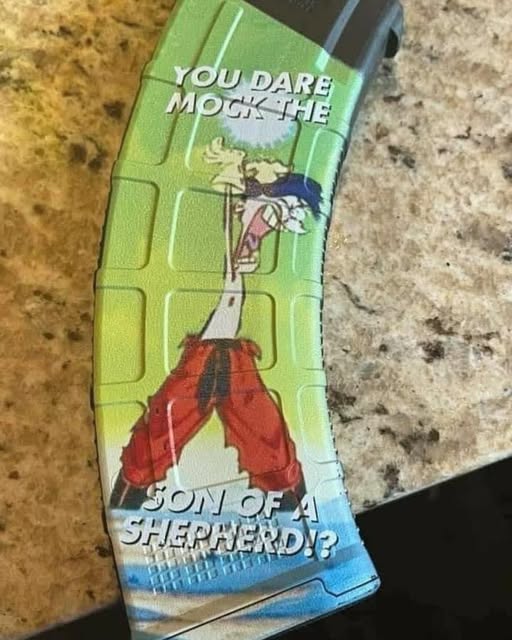 YOU DARE
MOCK THE
SON OF A
SHEPHERD!?